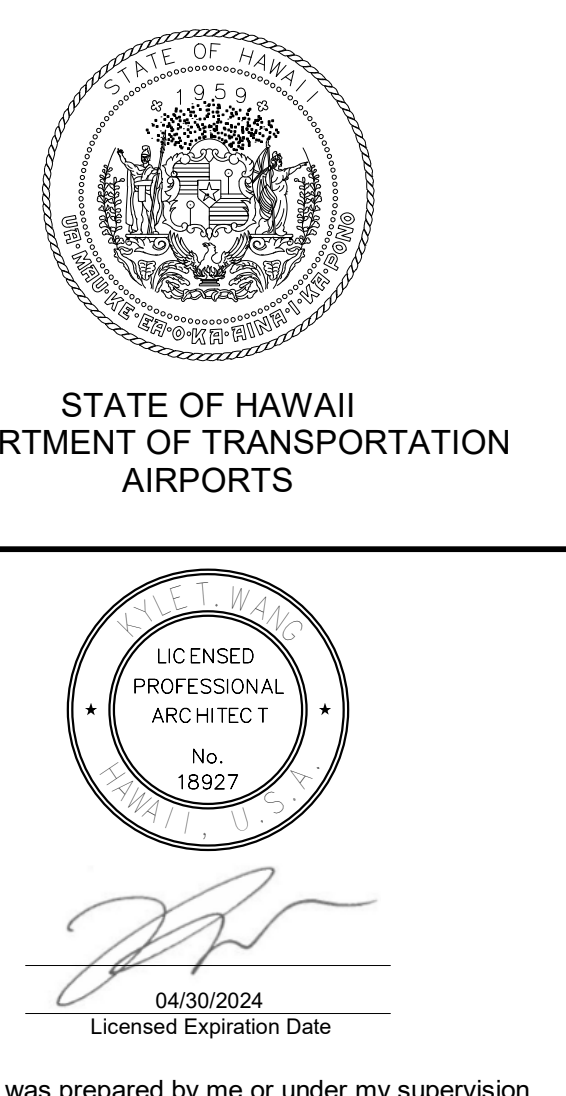 STATE OF HAWAII
1959
UA·MAU·KE·EA·O·KA·AINA·I·KA·PONO
STATE OF HAWAII
RTMENT OF TRANSPORTATION
AIRPORTS
KYLE T. WANG
LICENSED
PROFESSIONAL
ARCHITECT
No.
18927
HAWAII, U.S.A.
04/30/2024
Licensed Expiration Date
was prepared by me or under my supervision